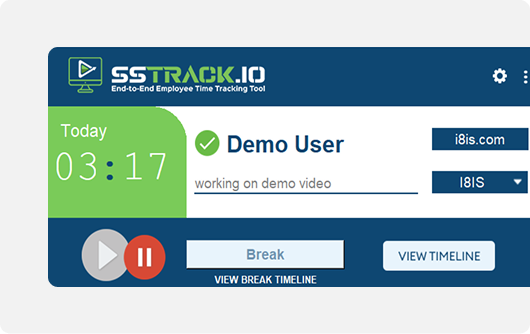 SSTRACK.IO
End-to-End Employee Time Tracking Tool
Today
03:17
Demo User
working on demo video
i8is.com
I8IS
Break
VIEW BREAK TIMELINE
VIEW TIMELINE